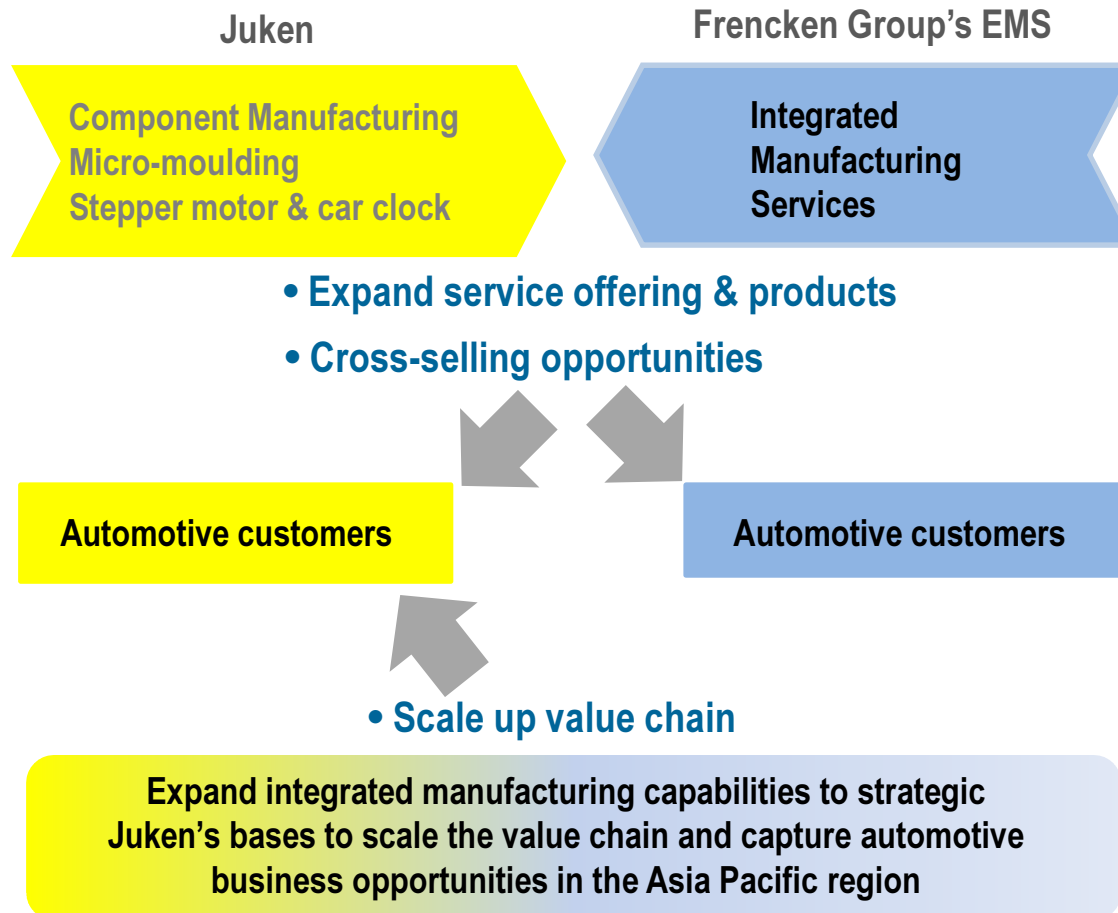 Juken
Frencken Group's EMS
Component Manufacturing
Micro-moulding
Stepper motor & car clock
Integrated
Manufacturing
Services
• Expand service offering & products
• Cross-selling opportunities
Automotive customers
Automotive customers
• Scale up value chain
Expand integrated manufacturing capabilities to strategic
Juken's bases to scale the value chain and capture automotive
business opportunities in the Asia Pacific region